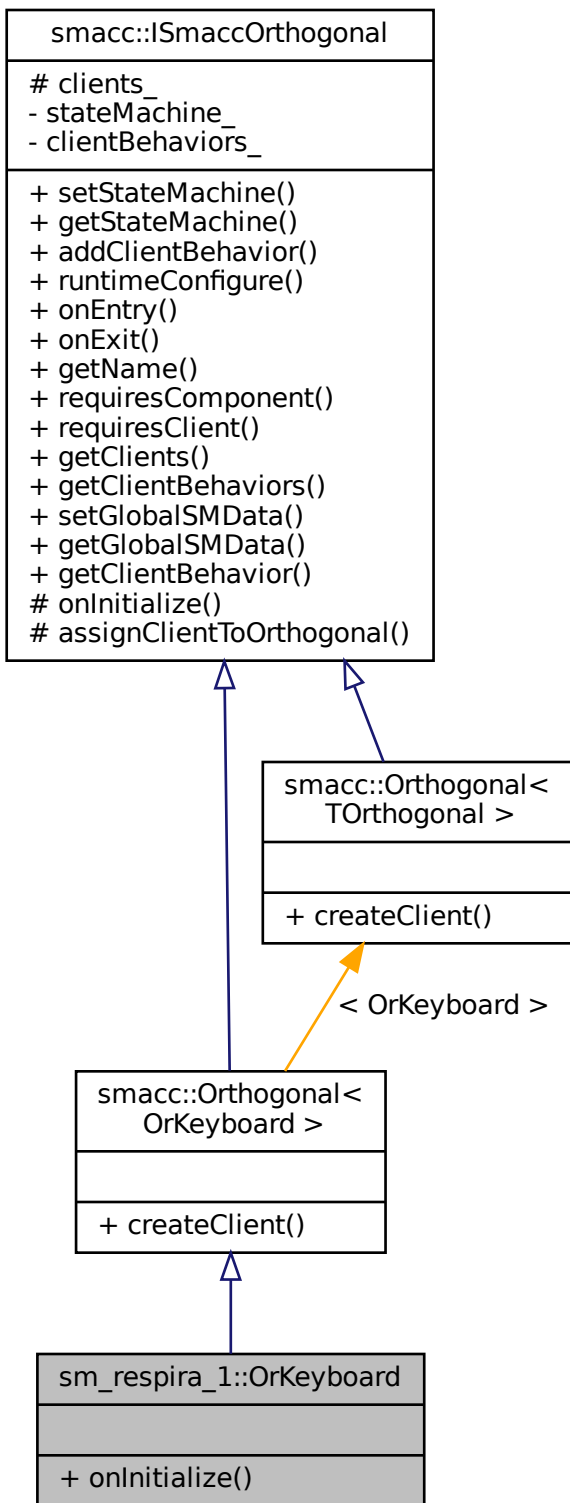 smacc::ISmaccOrthogonal
# clients_
- stateMachine_
- clientBehaviors_
+ setStateMachine()
+ getStateMachine()
+ addClientBehavior()
+ runtimeConfigure()
+ onEntry()
+ onExit()
+ getName()
+ requiresComponent()
+ requiresClient()
+ getClients()
+ getClientBehaviors()
+ setGlobalSMData()
+ getGlobalSMData()
+ getClientBehavior()
# onInitialize()
# assignClientToOrthogonal()
smacc::Orthogonal<
TOrthogonal >
+ createClient()
< OrKeyboard >
smacc::Orthogonal<
OrKeyboard >
+ createClient()
sm_respira_1::OrKeyboard
+ onInitialize()